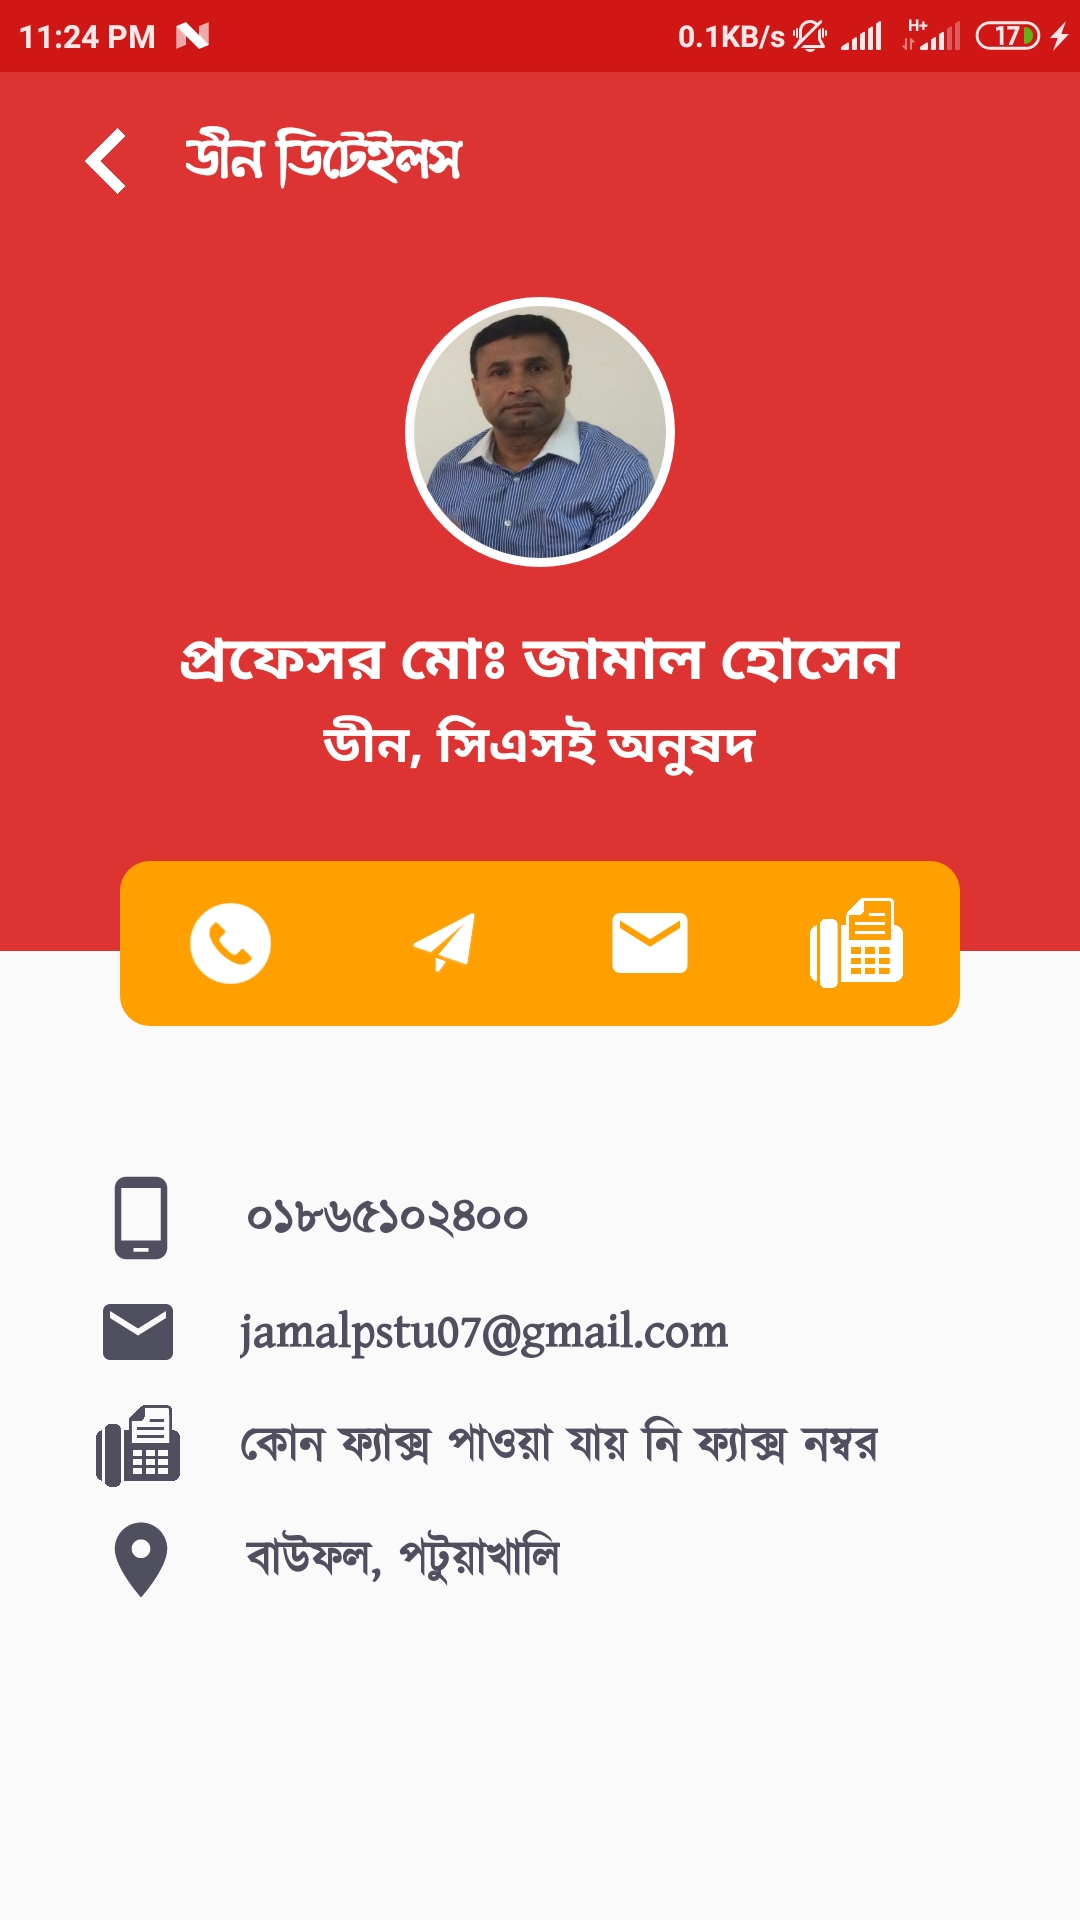 11:24 PM 0.1KB/s H+ 17
ডীন ডিটেইলস
প্রফেসর মোঃ জামাল হোসেন
ডীন, সিএসই অনুষদ
০১৮৬৫১০২৪০০
jamalpstu07@gmail.com
কোন ফ্যাক্স পাওয়া যায় নি ফ্যাক্স নম্বর
বাউফল, পটুয়াখালি